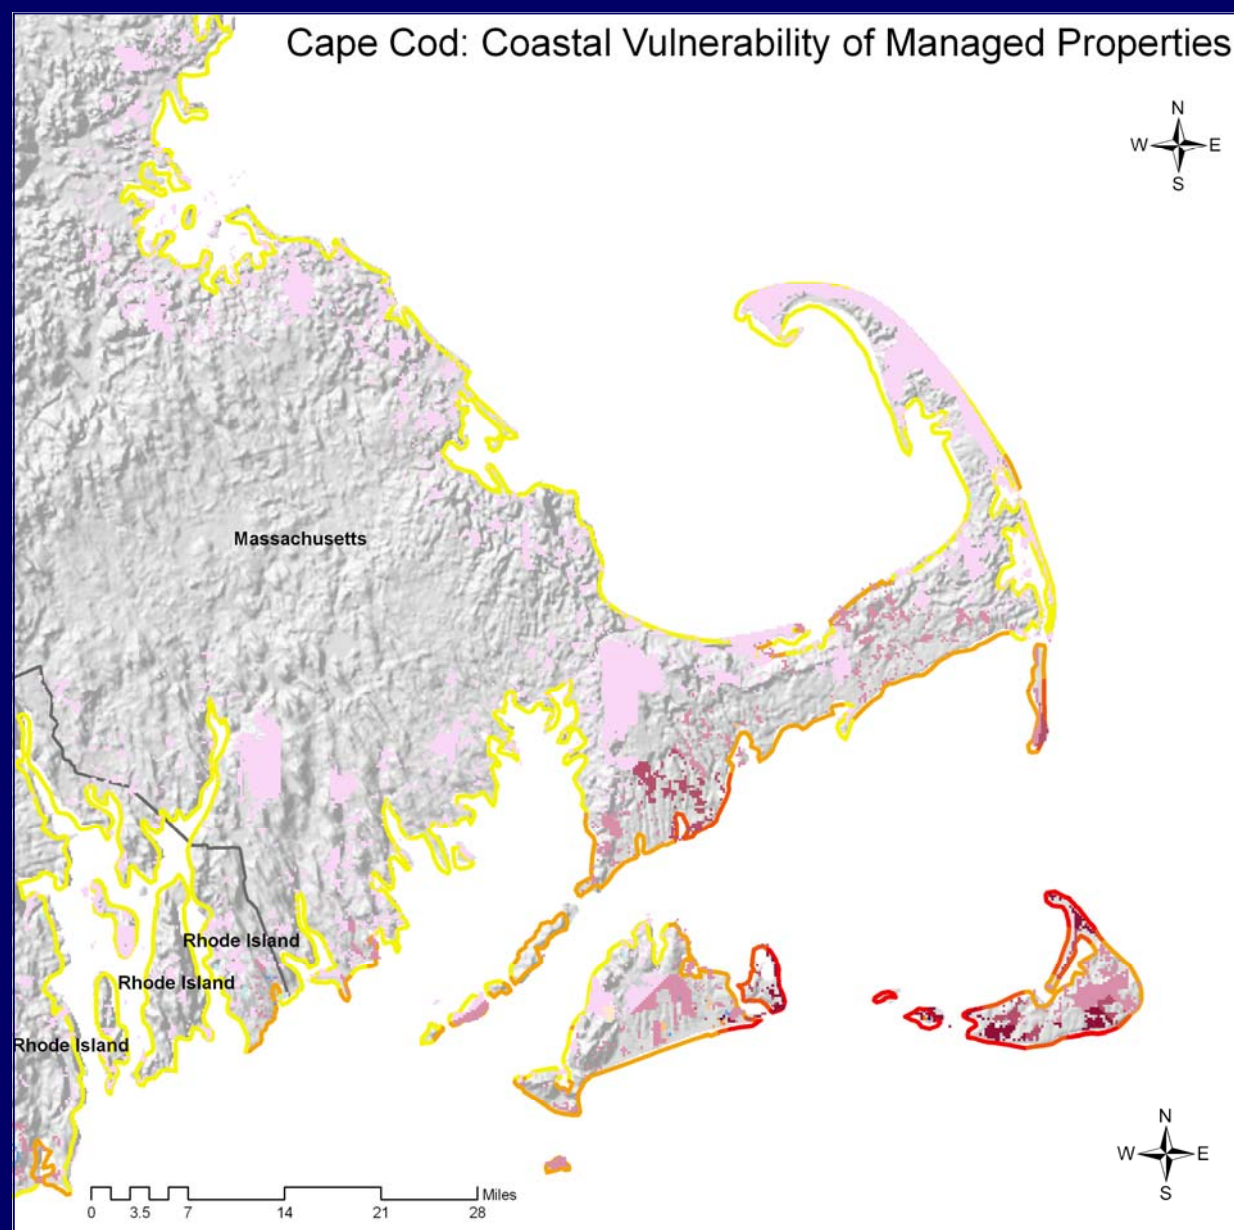 Cape Cod: Coastal Vulnerability of Managed Properties
N
W E
S
Massachusetts
Rhode Island
Rhode Island
Rhode Island
N
W E
S
Miles
0 3.5 7 14 21 28